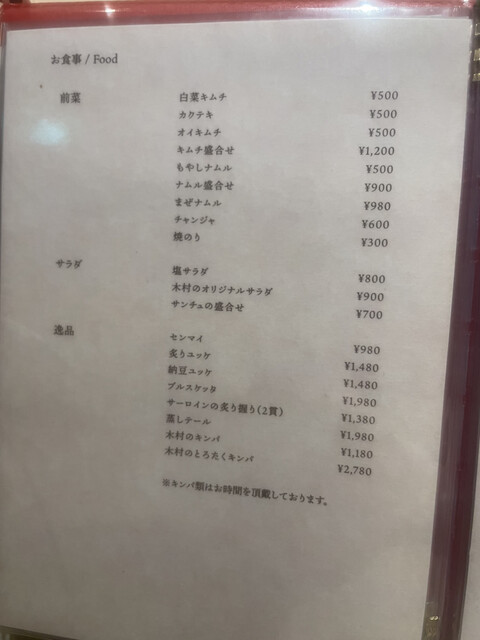 お食事 / Food
前菜
白菜キムチ ¥500
カクテキ ¥500
オイキムチ ¥500
キムチ盛合せ ¥1,200
もやしナムル ¥500
ナムル盛合せ ¥900
まぜナムル ¥980
チャンジャ ¥600
焼のり ¥300
サラダ
塩サラダ ¥800
木村のオリジナルサラダ ¥900
サンチュの盛合せ ¥700
逸品
センマイ ¥980
炙りユッケ ¥1,480
納豆ユッケ ¥1,480
ブルスケッタ ¥1,980
サーロインの炙り握り(2貫) ¥1,380
蒸しテール ¥1,980
木村のキンパ ¥1,180
木村のとろたくキンパ ¥2,780
※キンパ類はお時間を頂戴しております。